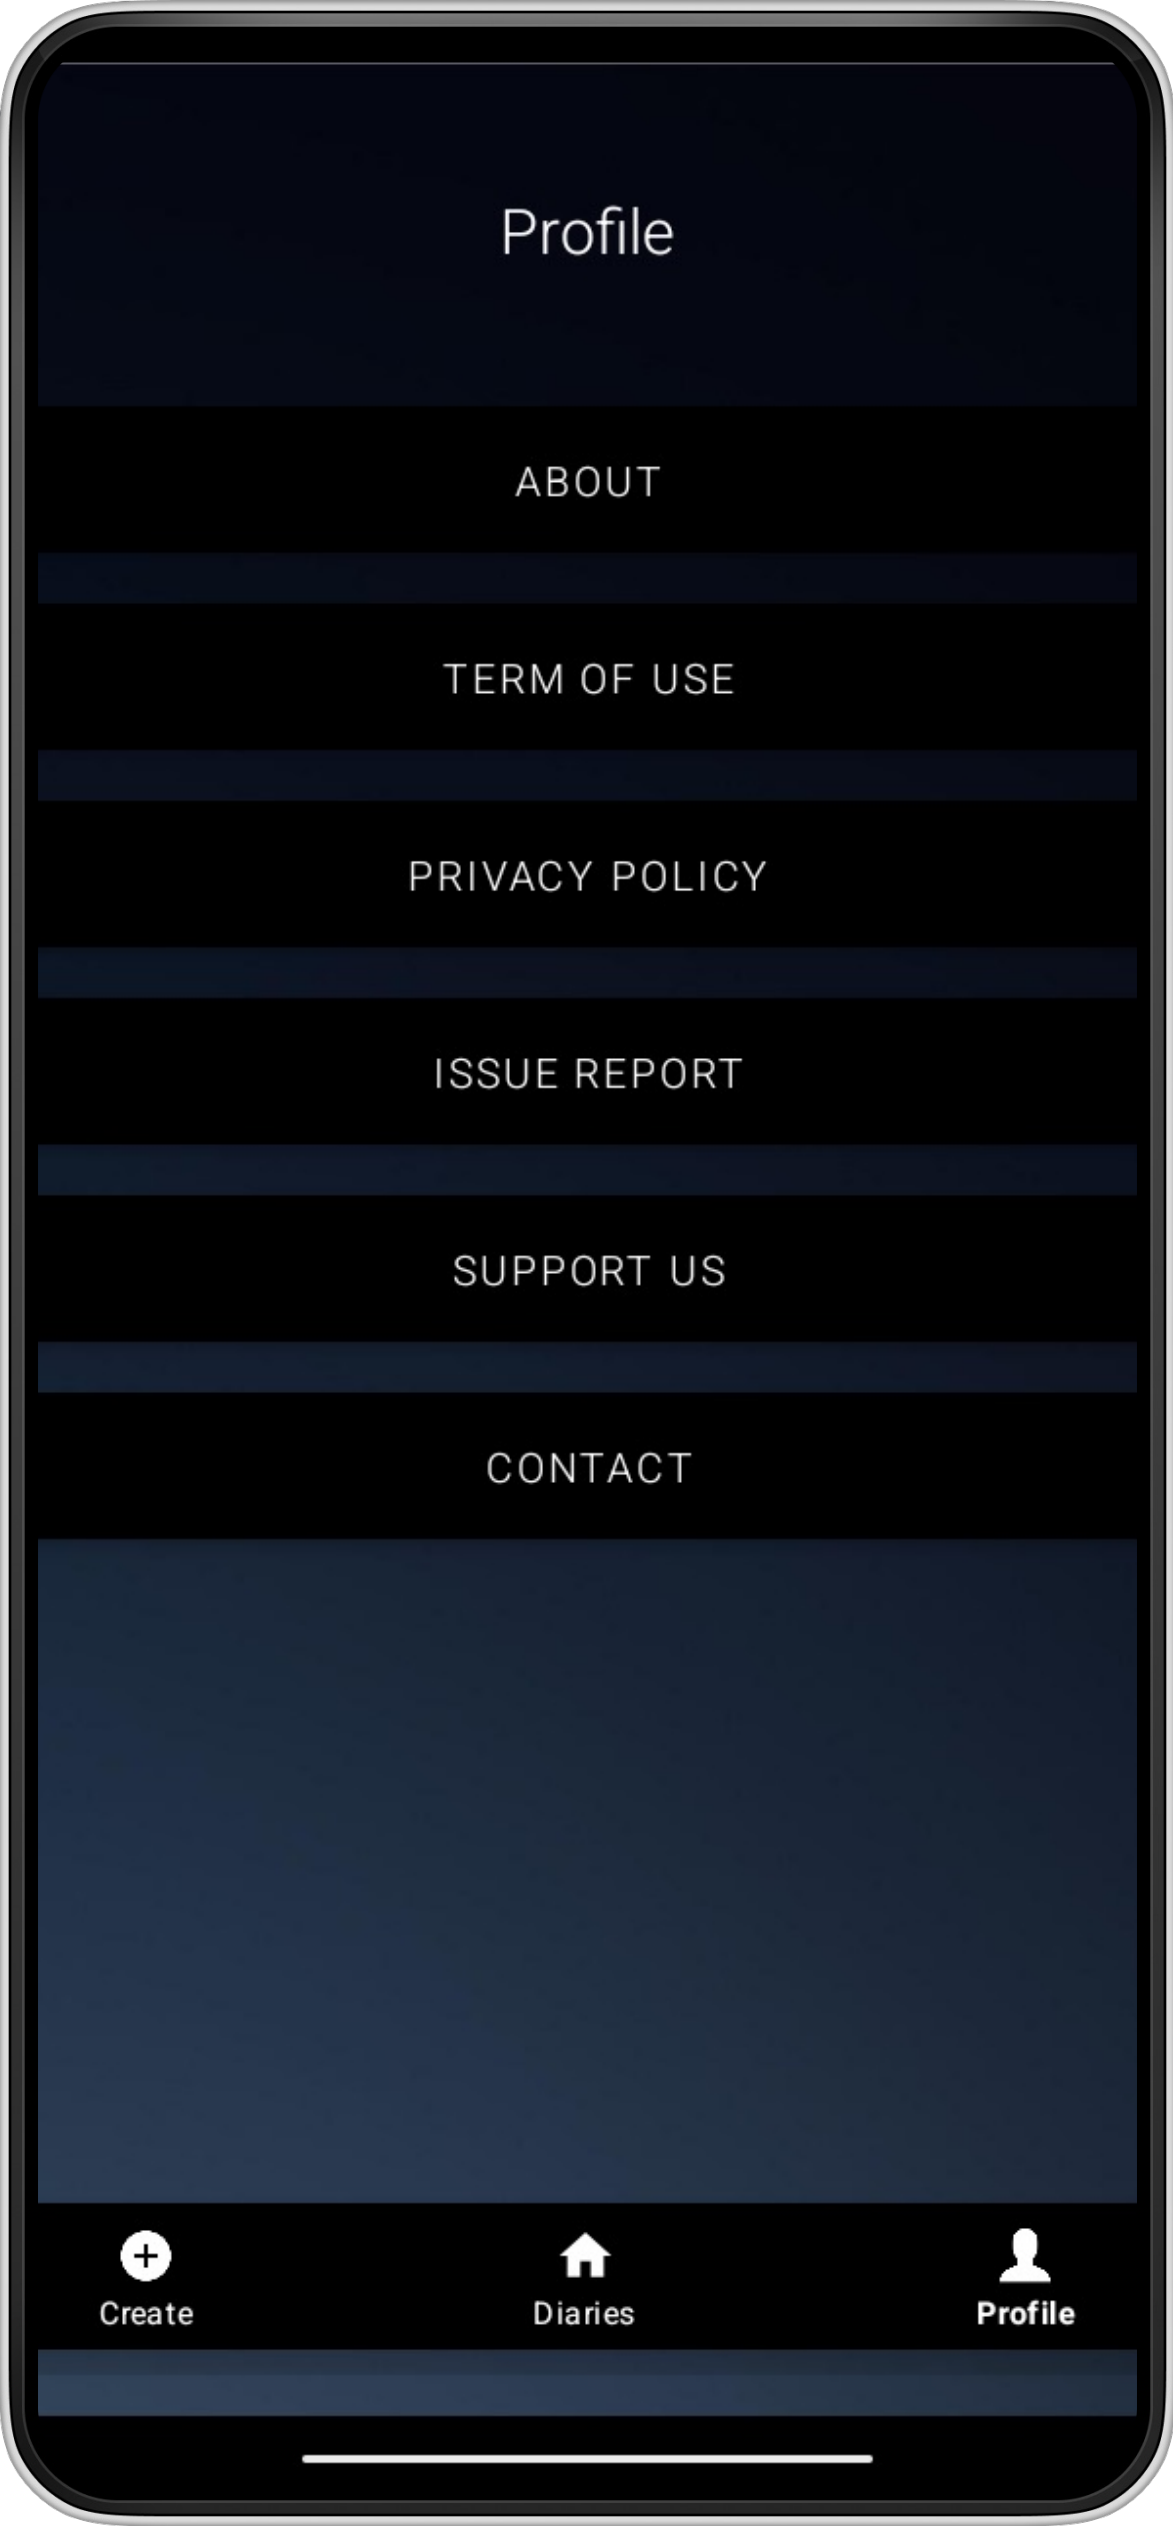 Profile
ABOUT
TERM OF USE
PRIVACY POLICY
ISSUE REPORT
SUPPORT US
CONTACT
Create
Diaries
Profile